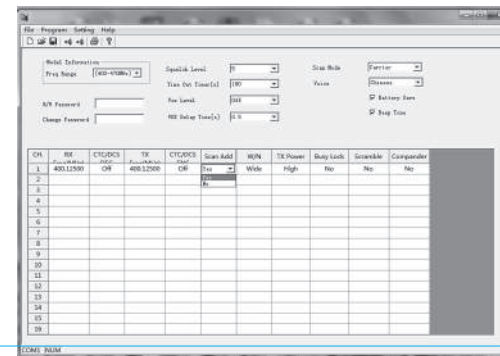 File Program Setting Help
Model Information
Freq Range (400-470MHz)
R/W Password
Change Password
Squelch Level 5
Time Out Timer[s] 180
Vox Level
VOX Delay Time[s] 0.5
Scan Mode Carrier
Voice Chinese
Battery Save
Busy Tone
CH. RX CTC/DCS TX CTC/DCS Scan Add W/N TX Power Busy Lock Scramble Compander
1 400.12500 Off 400.12500 Off Yes Wide High No No No
Yes
2 No
3
4
5
6
7
8
9
10
11
12
13
14
15
16
COM1 NUM